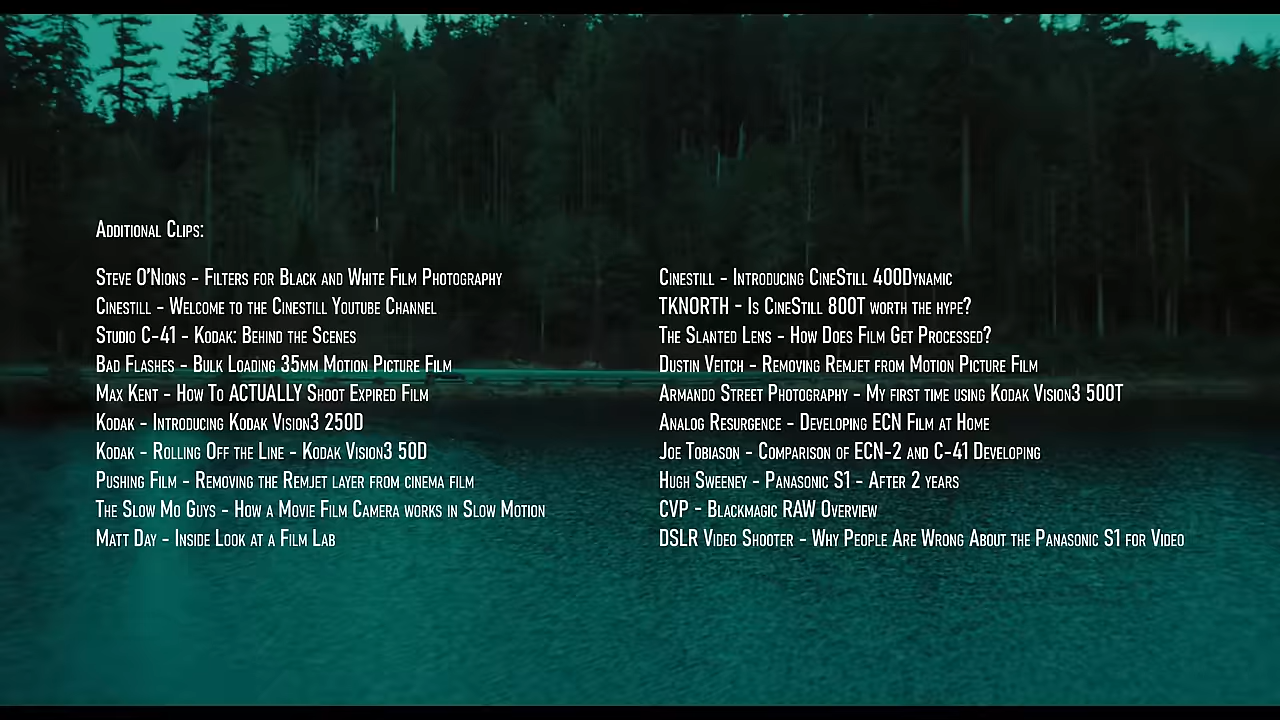 Additional Clips:
Steve O'Nions - Filters for Black and White Film Photography
Cinestill - Welcome to the Cinestill Youtube Channel
Studio C-41 - Kodak: Behind the Scenes
Bad Flashes - Bulk Loading 35mm Motion Picture Film
Max Kent - How To ACTUALLY Shoot Expired Film
Kodak - Introducing Kodak Vision3 250D
Kodak - Rolling Off the Line - Kodak Vision3 50D
Pushing Film - Removing the Remjet layer from cinema film
The Slow Mo Guys - How a Movie Film Camera works in Slow Motion
Matt Day - Inside Look at a Film Lab
Cinestill - Introducing CineStill 400Dynamic
TKNORTH - Is CineStill 800T worth the hype?
The Slanted Lens - How Does Film Get Processed?
Dustin Veitch - Removing Remjet from Motion Picture Film
Armando Street Photography - My first time using Kodak Vision3 500T
Analog Resurgence - Developing ECN Film at Home
Joe Tobiason - Comparison of ECN-2 and C-41 Developing
Hugh Sweeney - Panasonic S1 - After 2 years
CVP - Blackmagic RAW Overview
DSLR Video Shooter - Why People Are Wrong About the Panasonic S1 for Video